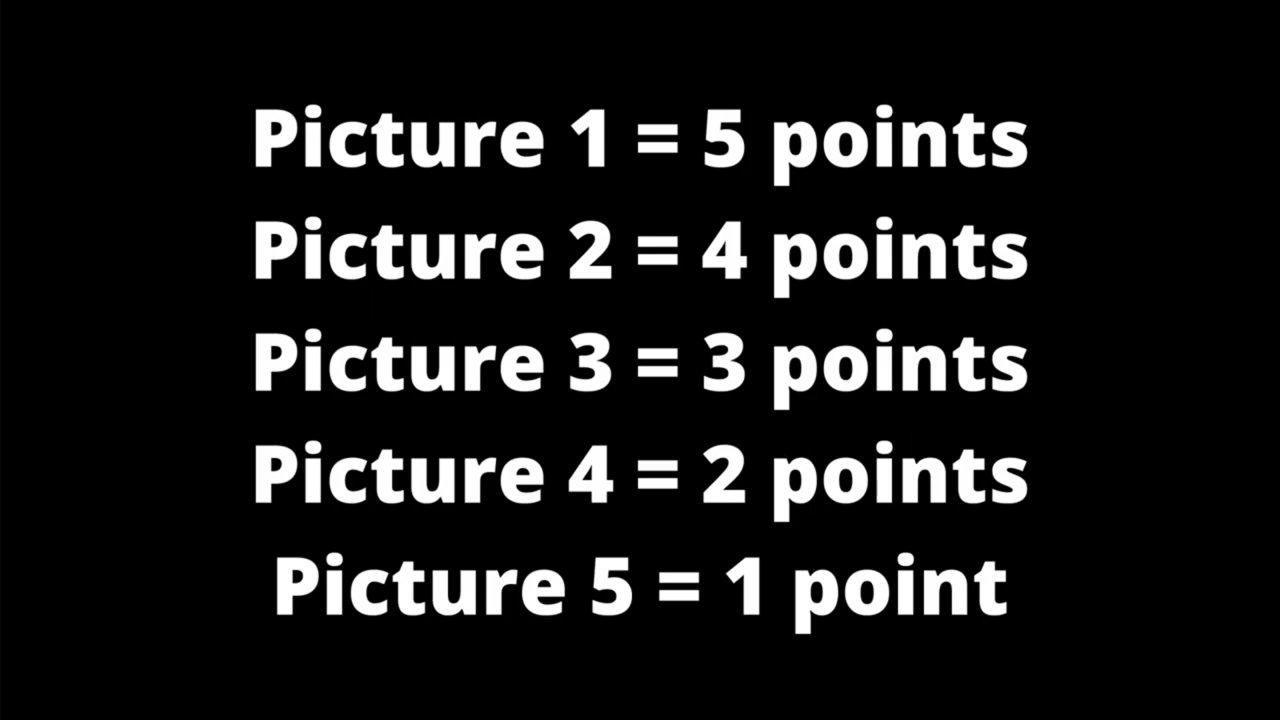 Picture 1 = 5 points
Picture 2 = 4 points
Picture 3 = 3 points
Picture 4 = 2 points
Picture 5 = 1 point